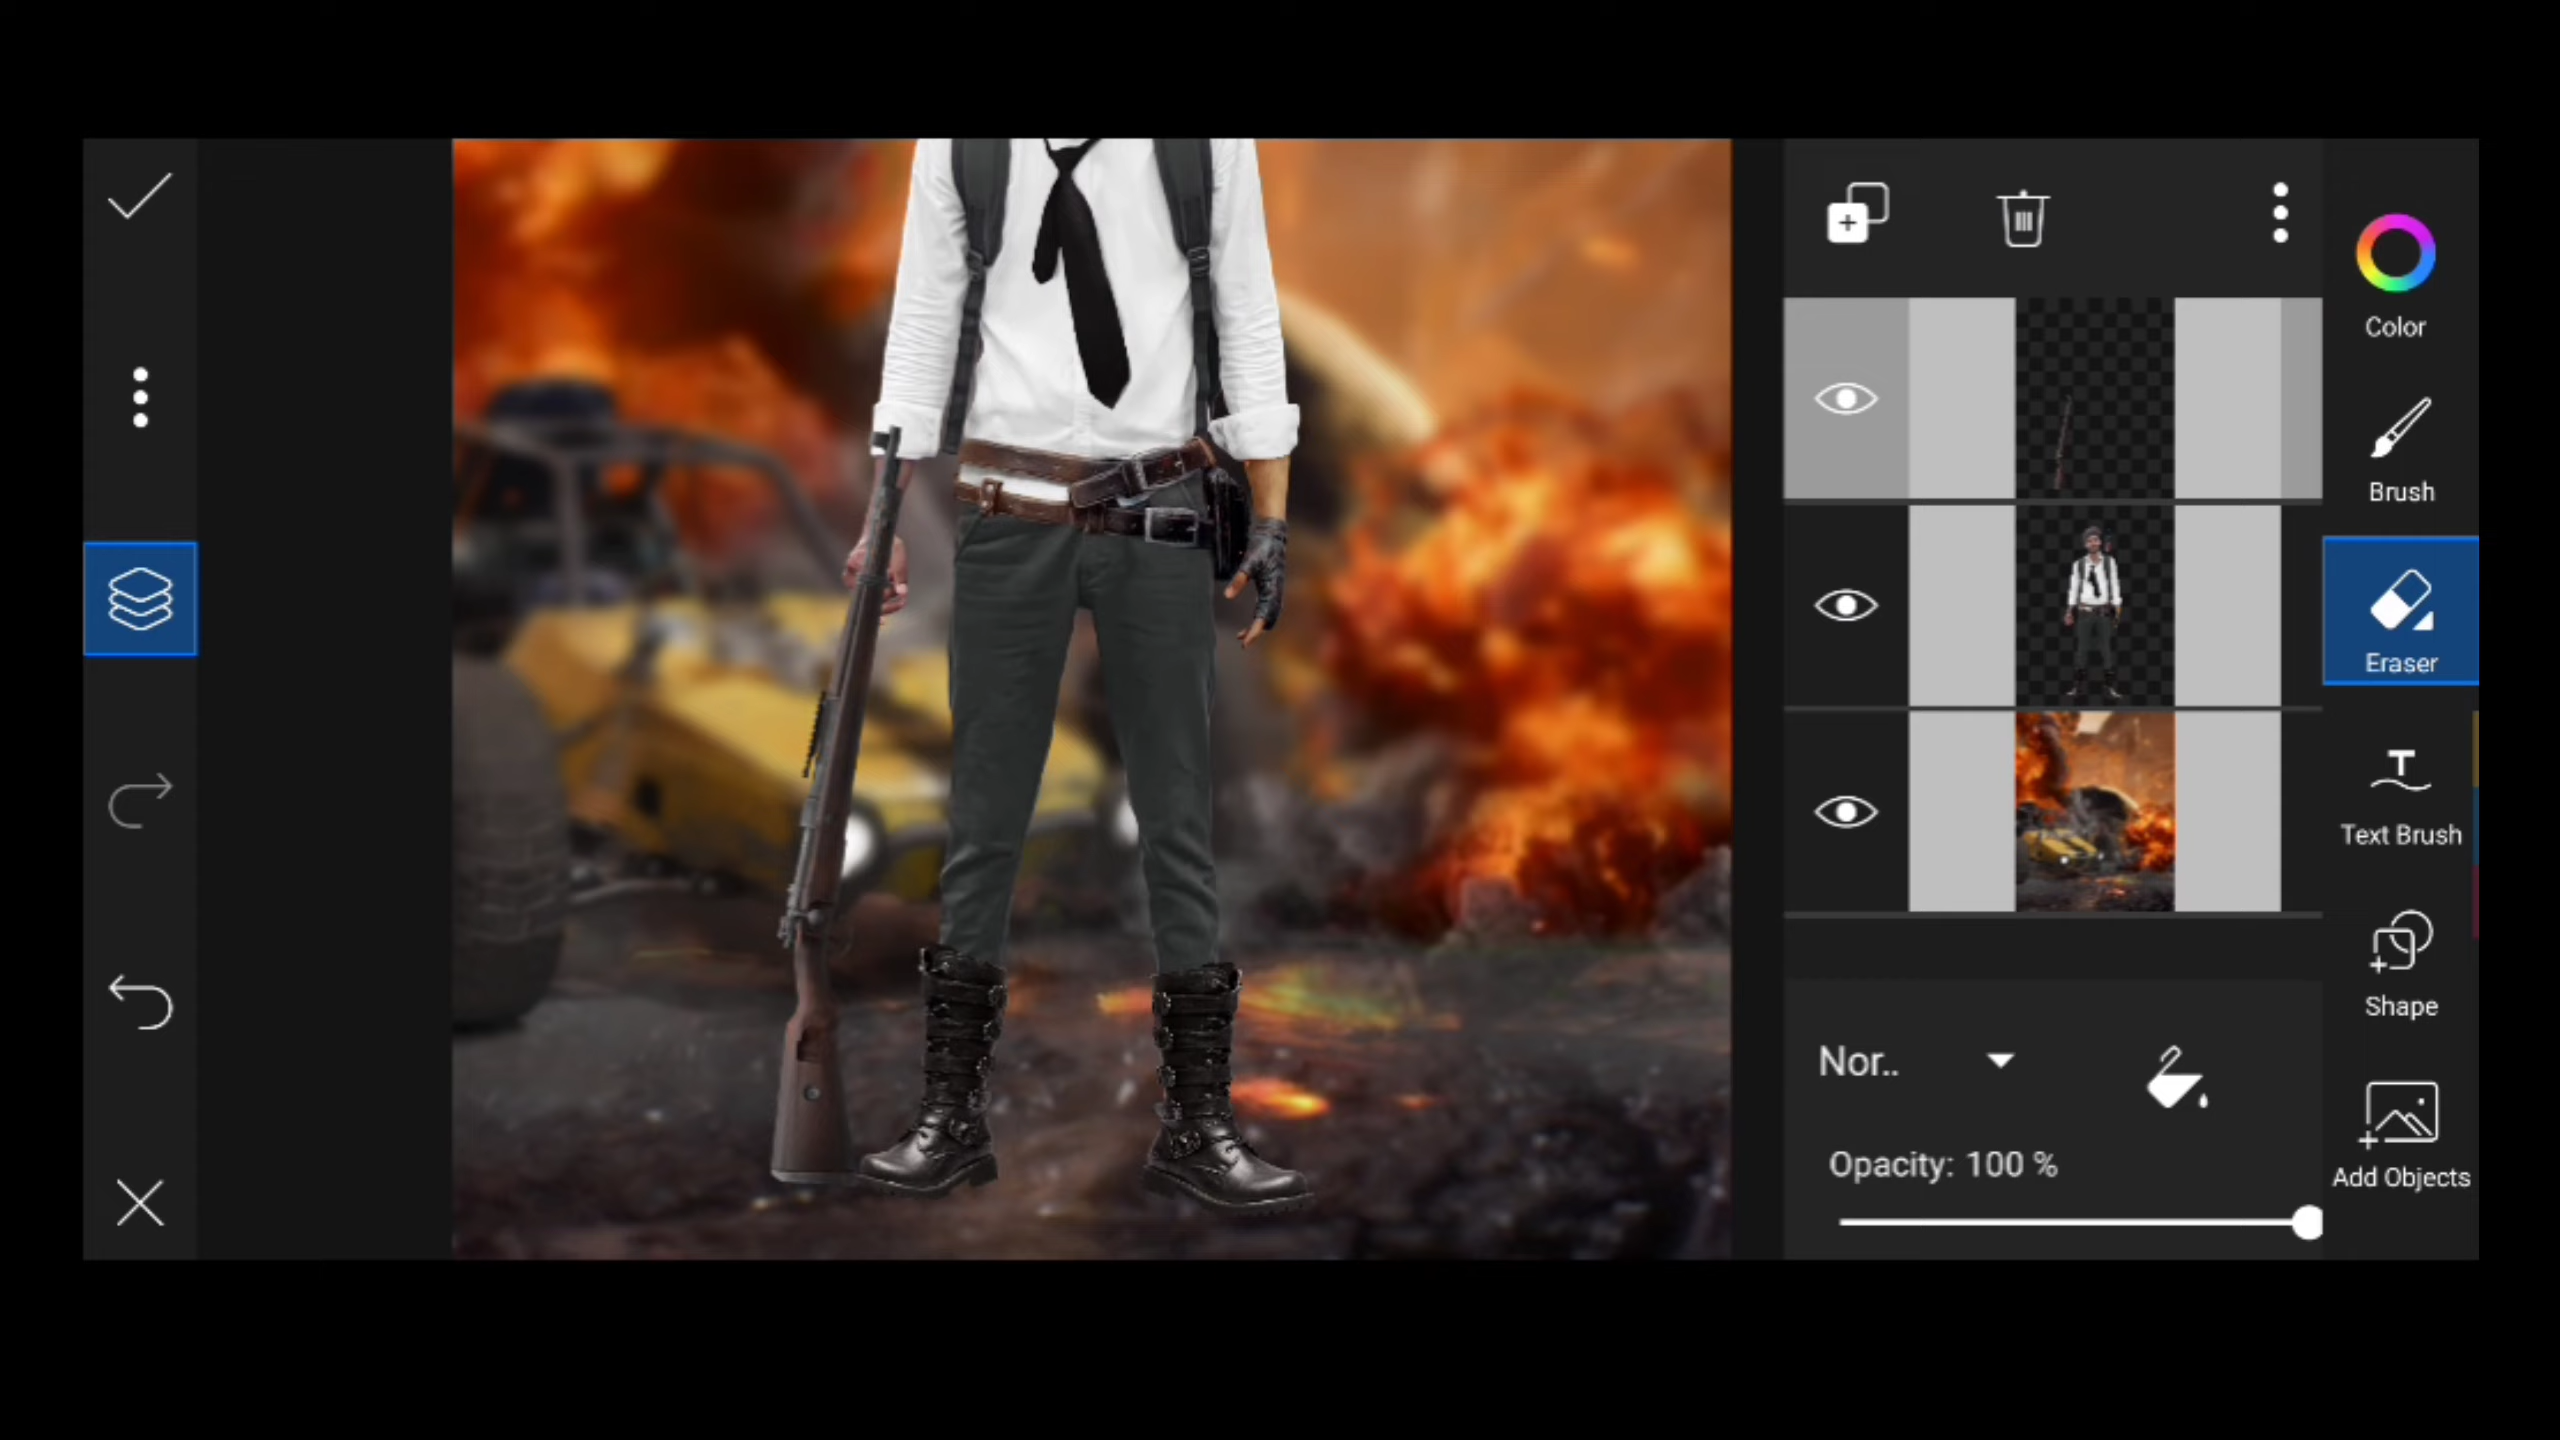 Color
Brush
Eraser
Text Brush
Shape
Add Objects
Nor..
Opacity: 100 %